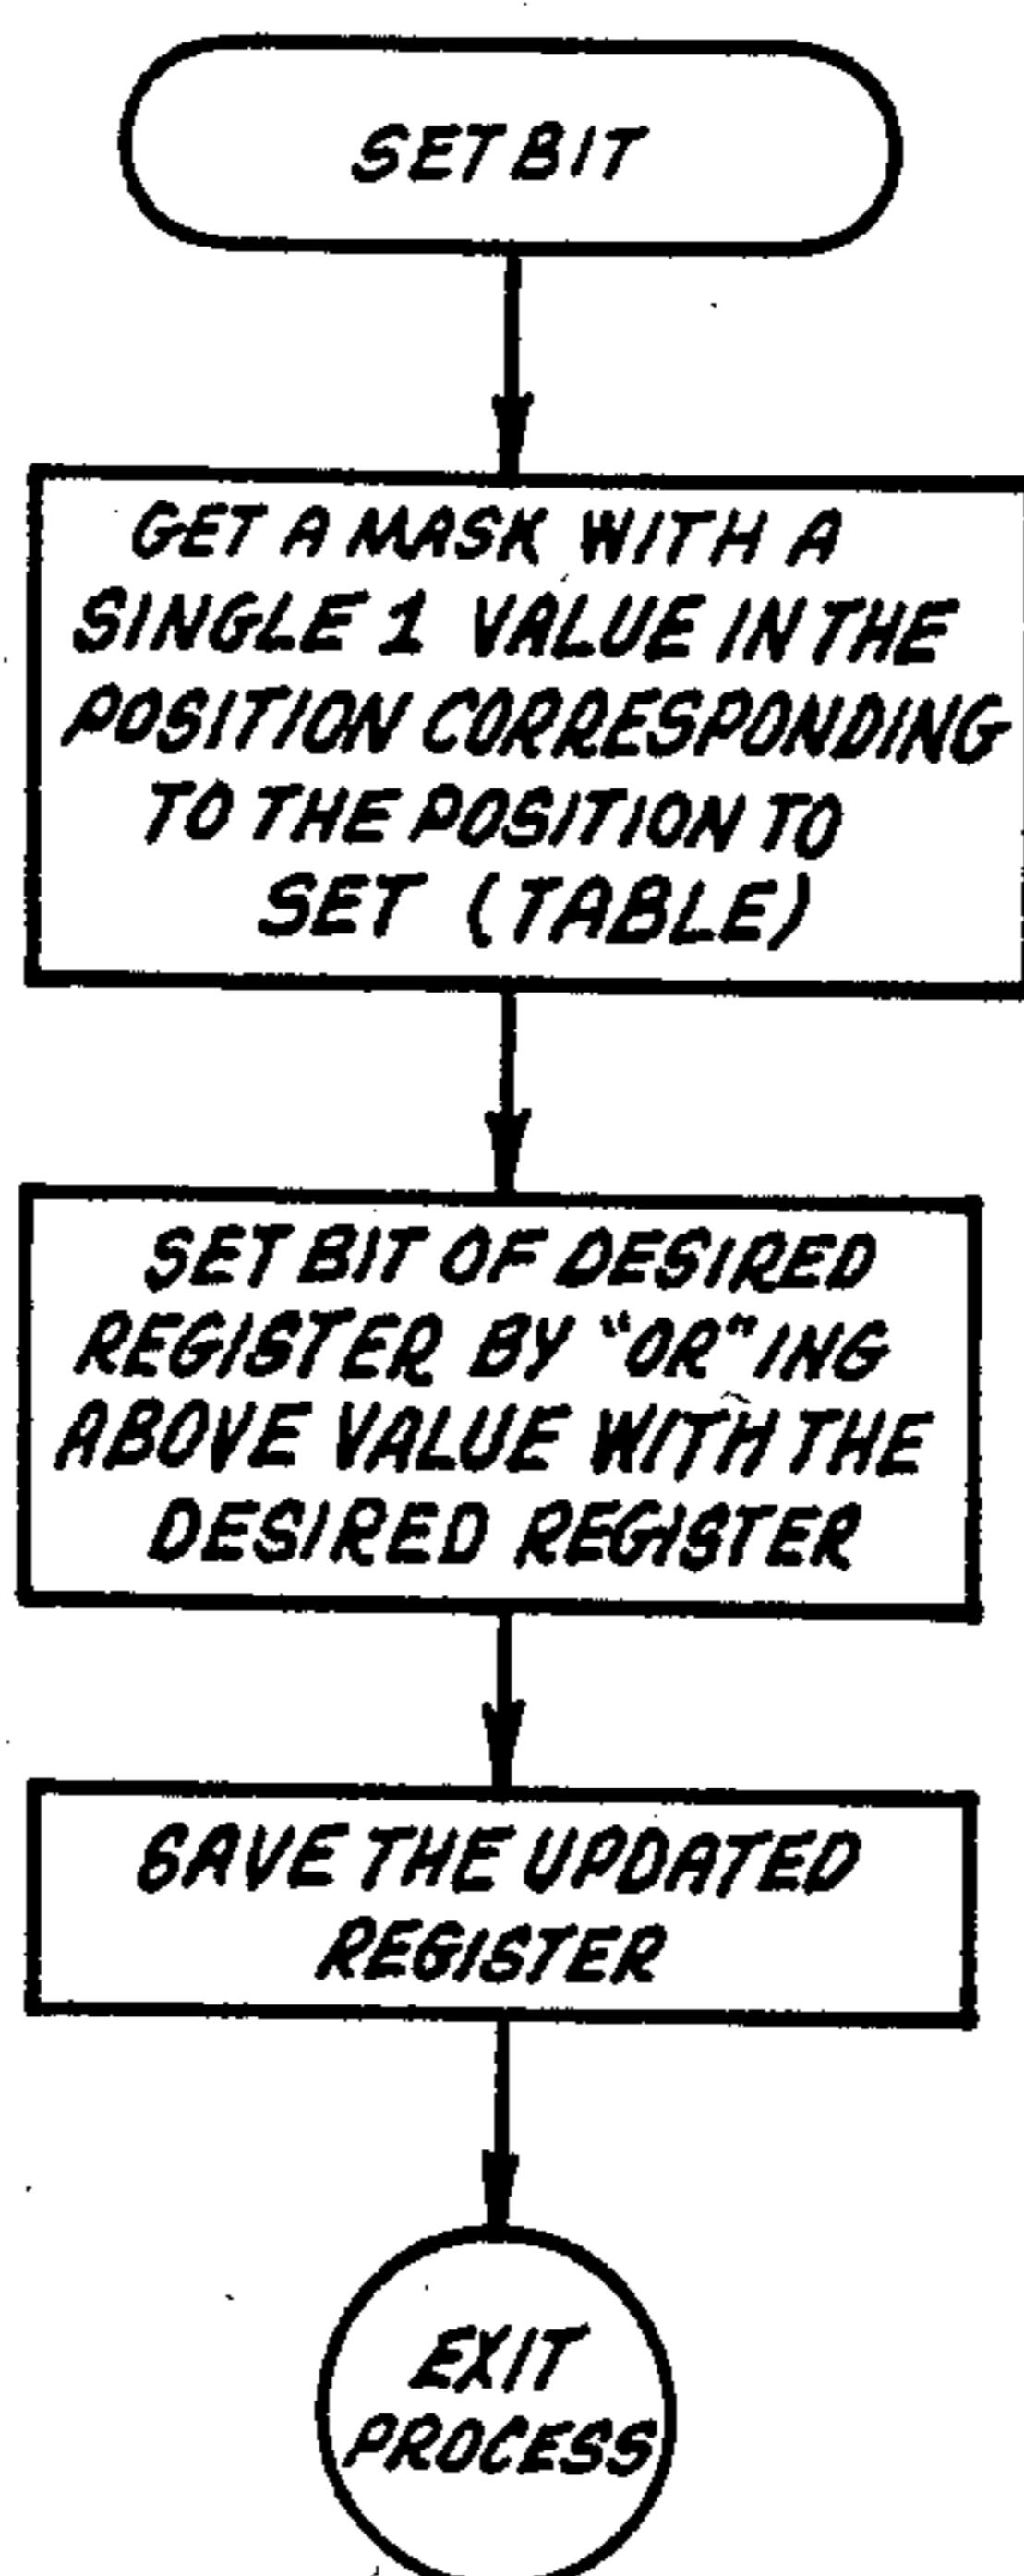 SET BIT
GET A MASK WITH A
SINGLE 1 VALUE IN THE
POSITION CORRESPONDING
TO THE POSITION TO
SET (TABLE)
SET BIT OF DESIRED
REGISTER BY "OR"ING
ABOVE VALUE WITH THE
DESIRED REGISTER
SAVE THE UPDATED
REGISTER
EXIT
PROCESS